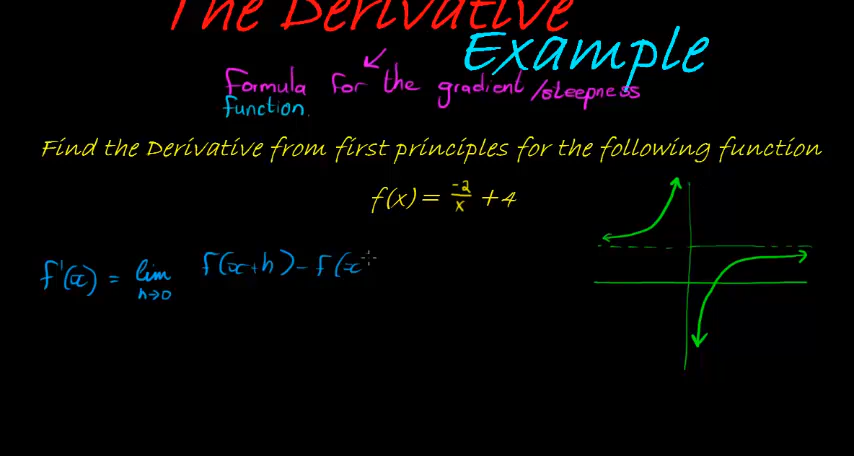 The Derivative
Example
Formula for the gradient/steepness
function.
Find the Derivative from first principles for the following function
f(x) = -2/x + 4
f'(x) = lim h→0 f(x+h) - f(x